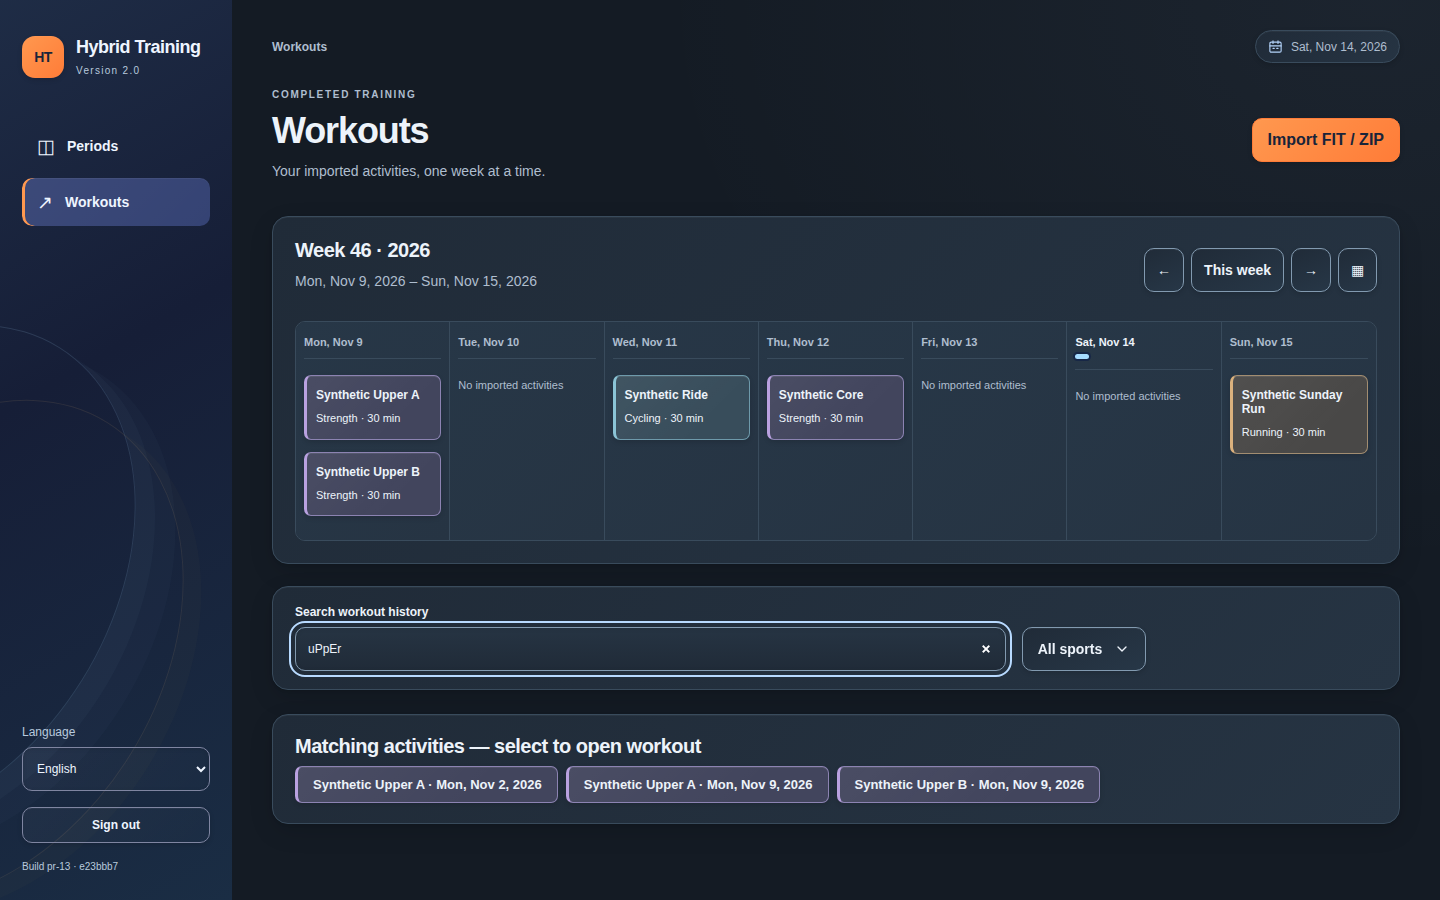 HT
Hybrid Training
Version 2.0
Periods
Workouts
Language
English
Sign out
Build pr-13 · e23bbb7
Workouts
Sat, Nov 14, 2026
COMPLETED TRAINING
Workouts
Your imported activities, one week at a time.
Import FIT / ZIP
Week 46 · 2026
Mon, Nov 9, 2026 – Sun, Nov 15, 2026
←
This week
→
Mon, Nov 9
Synthetic Upper A
Strength · 30 min
Synthetic Upper B
Strength · 30 min
Tue, Nov 10
No imported activities
Wed, Nov 11
Synthetic Ride
Cycling · 30 min
Thu, Nov 12
Synthetic Core
Strength · 30 min
Fri, Nov 13
No imported activities
Sat, Nov 14
No imported activities
Sun, Nov 15
Synthetic Sunday
Run
Running · 30 min
Search workout history
uPpEr
×
All sports
Matching activities — select to open workout
Synthetic Upper A · Mon, Nov 2, 2026
Synthetic Upper A · Mon, Nov 9, 2026
Synthetic Upper B · Mon, Nov 9, 2026